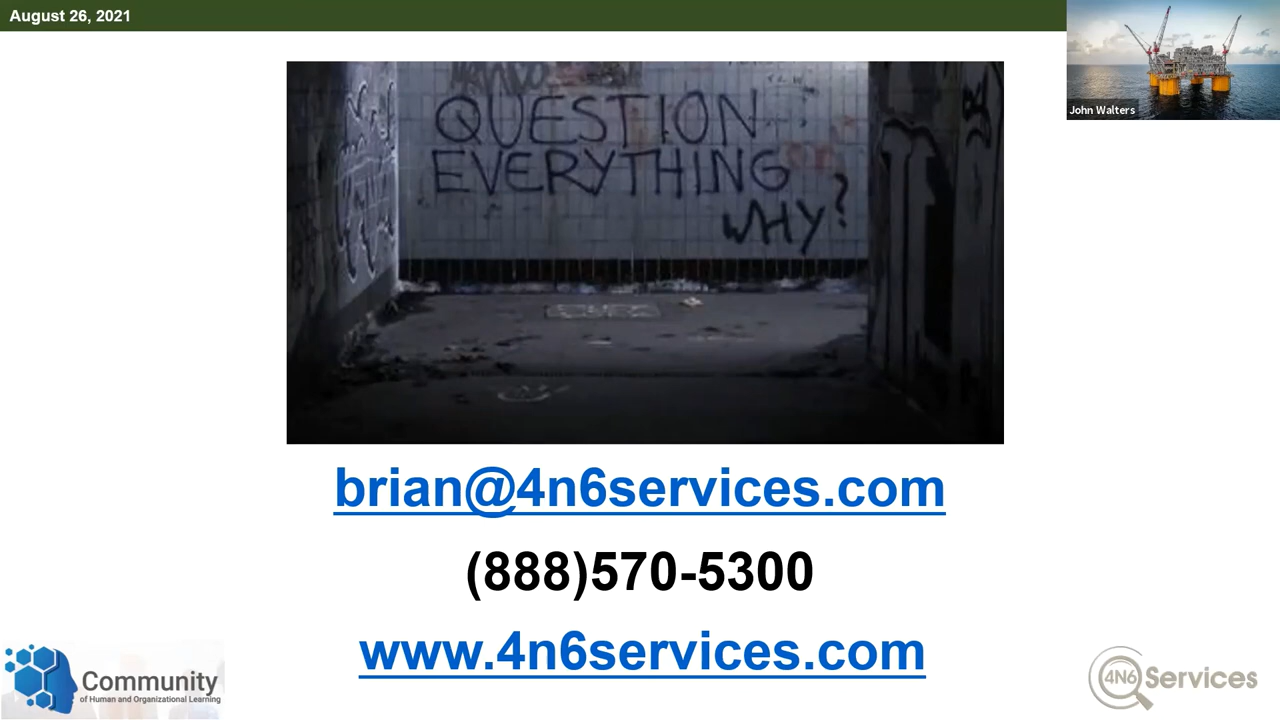 August 26, 2021
John Walters
QUESTION
EVERYTHING
WHY?
brian@4n6services.com
(888)570-5300
www.4n6services.com
Community
of Human and Organizational Learning
4N6 Services